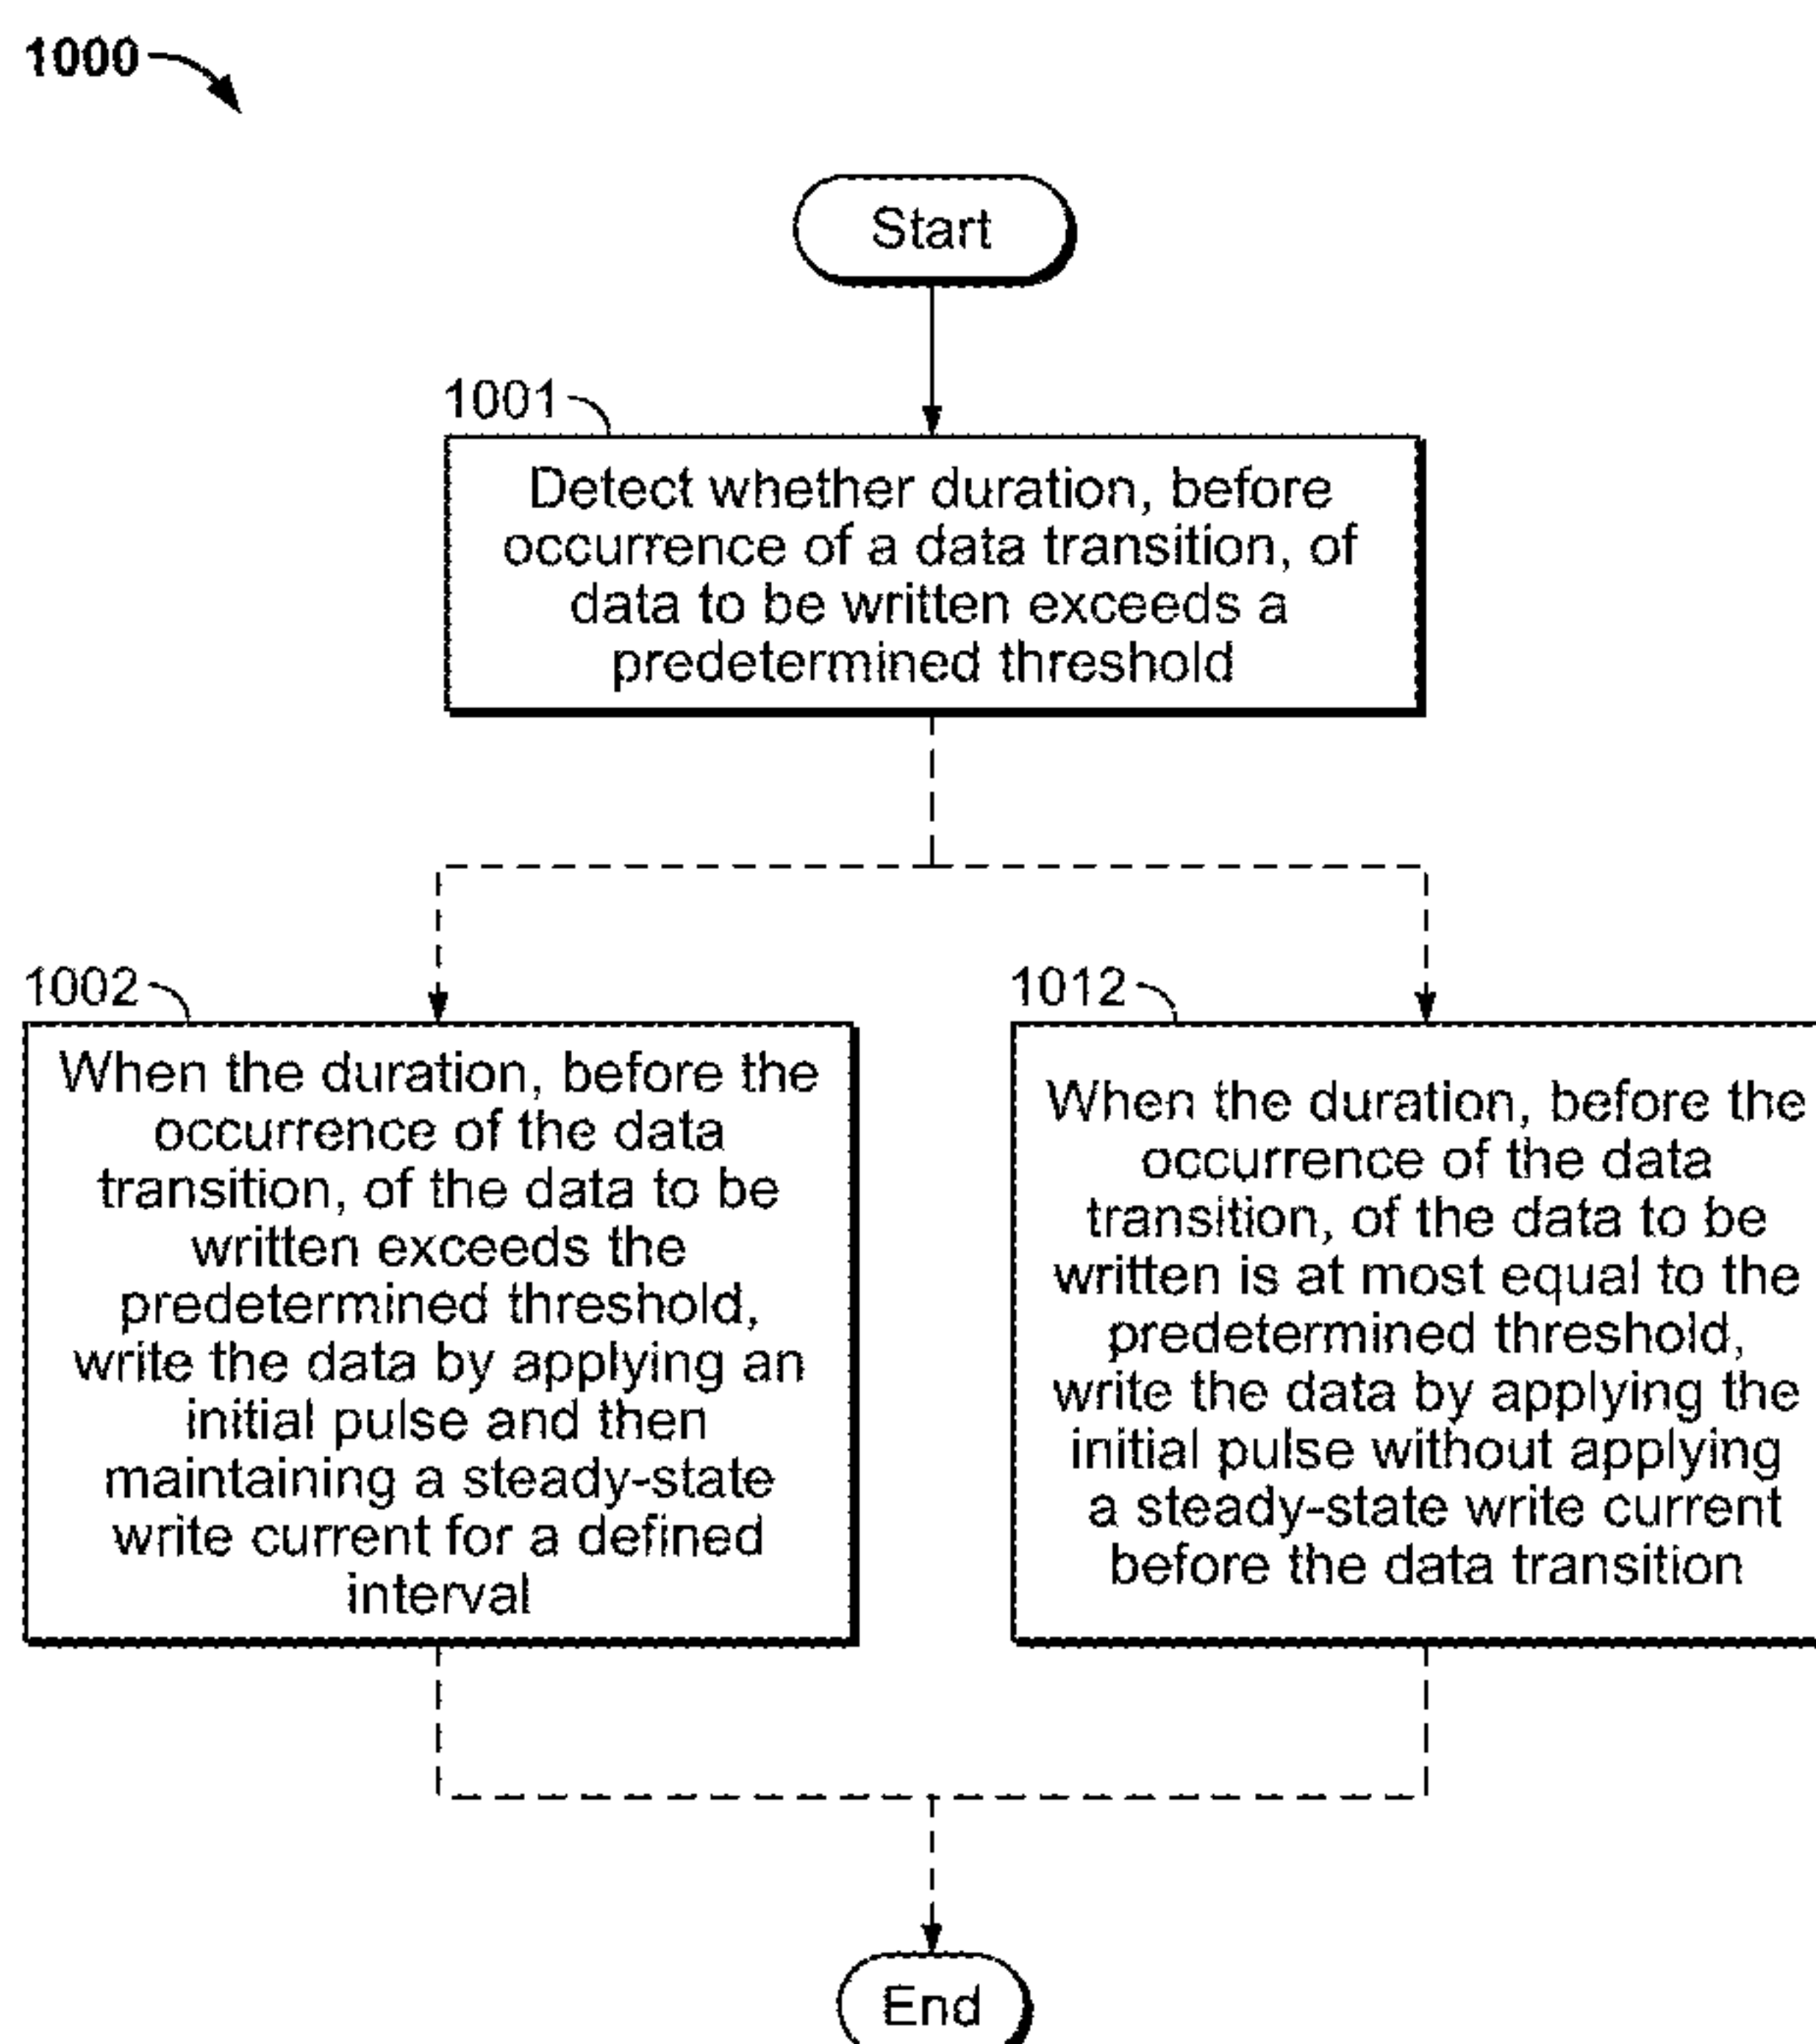 1000
Start
1001
Detect whether duration, before
occurrence of a data transition, of
data to be written exceeds a
predetermined threshold
1002
When the duration, before the
occurrence of the data
transition, of the data to be
written exceeds the
predetermined threshold,
write the data by applying an
initial pulse and then
maintaining a steady-state
write current for a defined
interval
1012
When the duration, before the
occurrence of the data
transition, of the data to be
written is at most equal to the
predetermined threshold,
write the data by applying the
initial pulse without applying
a steady-state write current
before the data transition
End